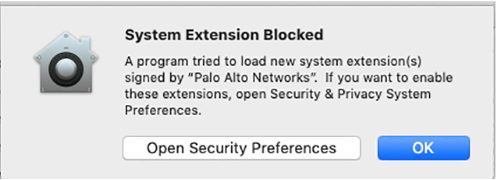 System Extension Blocked
A program tried to load new system extension(s)
signed by “Palo Alto Networks”.  If you want to enable
these extensions, open Security & Privacy System
Preferences.
Open Security Preferences
OK